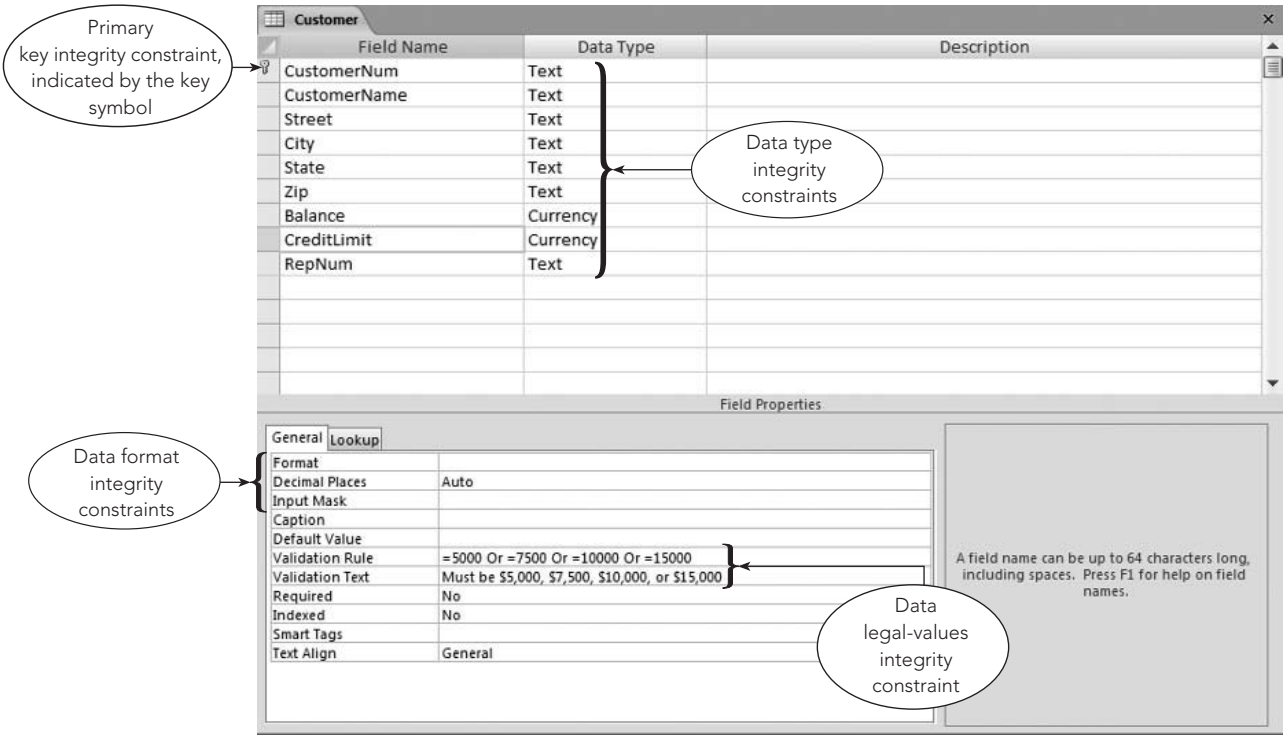 Primary
key integrity constraint,
indicated by the key
symbol
Customer
Field Name Data Type Description
CustomerNum Text
CustomerName Text
Street Text
City Text
State Text
Zip Text
Balance Currency
CreditLimit Currency
RepNum Text
Data type
integrity
constraints
Field Properties
General Lookup
Data format
integrity
constraints
Format
Decimal Places Auto
Input Mask
Caption
Default Value
Validation Rule =5000 Or =7500 Or =10000 Or =15000
Validation Text Must be $5,000, $7,500, $10,000, or $15,000
Required No
Indexed No
Smart Tags
Text Align General
Data
legal-values
integrity
constraint
A field name can be up to 64 characters long,
including spaces. Press F1 for help on field
names.